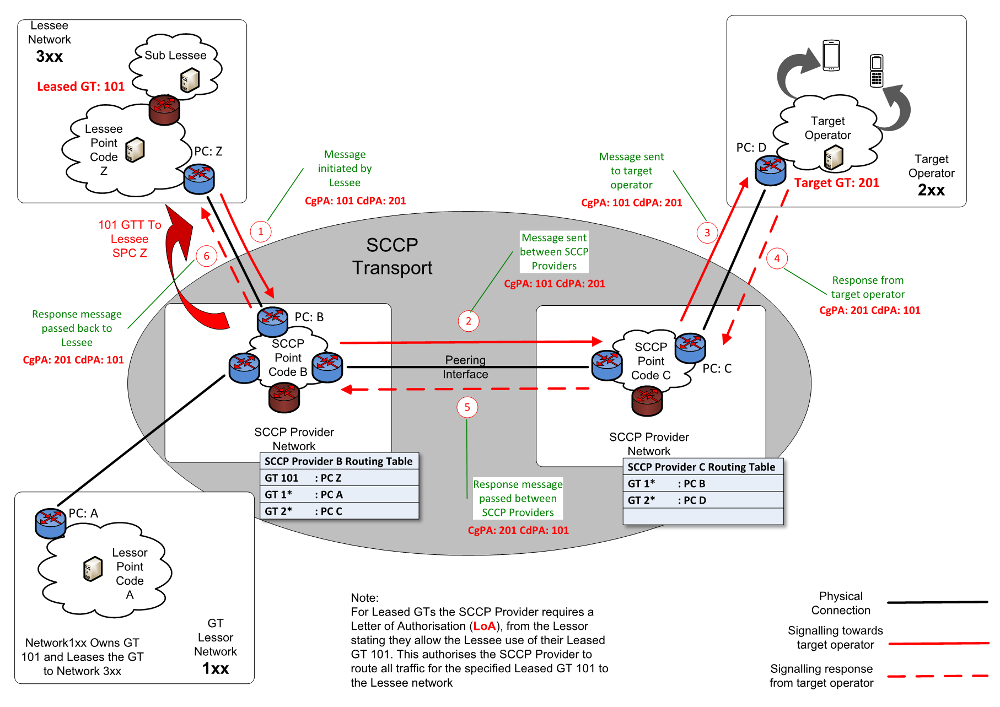 Lessee
Network
3xx
Sub Lessee
Leased GT: 101
Lessee
Point
Code
Z
PC: Z
Message
initiated by
Lessee
CgPA: 101 CdPA: 201
1
Message sent
to target
operator
CgPA: 101 CdPA: 201
3
PC: D
Target
Operator
Target GT: 201
Target
Operator
2xx
101 GTT To
Lessee
SPC Z
6
SCCP
Transport
Message sent
between SCCP
Providers
CgPA: 101 CdPA: 201
2
4
Response from
target operator
CgPA: 201 CdPA: 101
Response message
passed back to
Lessee
CgPA: 201 CdPA: 101
PC: B
SCCP
Point
Code B
Peering
Interface
SCCP
Point
Code C
PC: C
5
SCCP Provider
Network
SCCP Provider B Routing Table
GT 101 : PC Z
GT 1* : PC A
GT 2* : PC C
SCCP Provider
Network
SCCP Provider C Routing Table
GT 1* : PC B
GT 2* : PC D
Response message
passed between
SCCP Providers
CgPA: 201 CdPA: 101
PC: A
Lessor
Point
Code
A
GT
Lessor
Network
1xx
Network1xx Owns GT
101 and Leases the GT
to Network 3xx
Note:
For Leased GTs the SCCP Provider requires a
Letter of Authorisation (LoA), from the Lessor
stating they allow the Lessee use of their Leased
GT 101. This authorises the SCCP Provider to
route all traffic for the specified Leased GT 101 to
the Lessee network
Physical
Connection
Signalling towards
target operator
Signalling response
from target operator